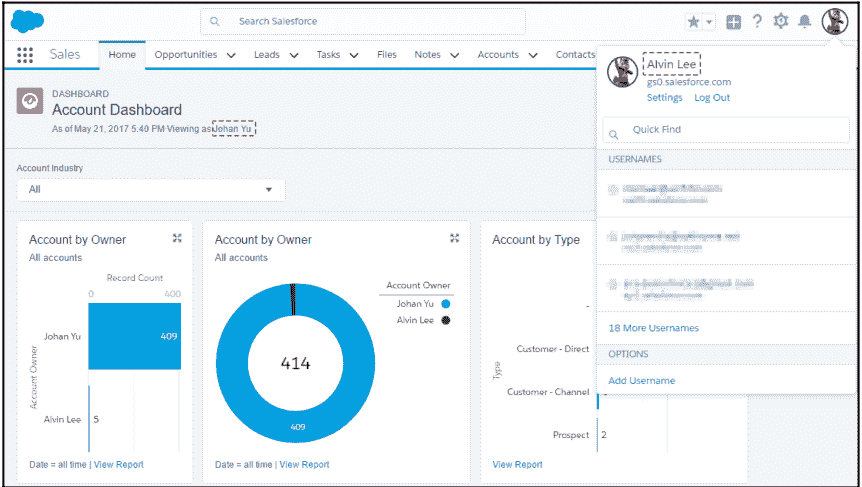 Search Salesforce
Sales
Home
Opportunities
Leads
Tasks
Files
Notes
Accounts
Contacts
DASHBOARD
Account Dashboard
As of May 21, 2017 5:40 PM·Viewing as Johan Yu
Account Industry
All
Account by Owner
All accounts
Record Count
0 400
Account Owner
Johan Yu 409
Alvin Lee 5
Date = all time | View Report
Account by Owner
All accounts
Account Owner
Johan Yu
Alvin Lee
414
409
Date = all time | View Report
Account by Type
-
Type
Customer - Direct
Customer - Channel
Prospect 2
View Report
Alvin Lee
gs0.salesforce.com
Settings Log Out
Quick Find
USERNAMES
18 More Usernames
OPTIONS
Add Username